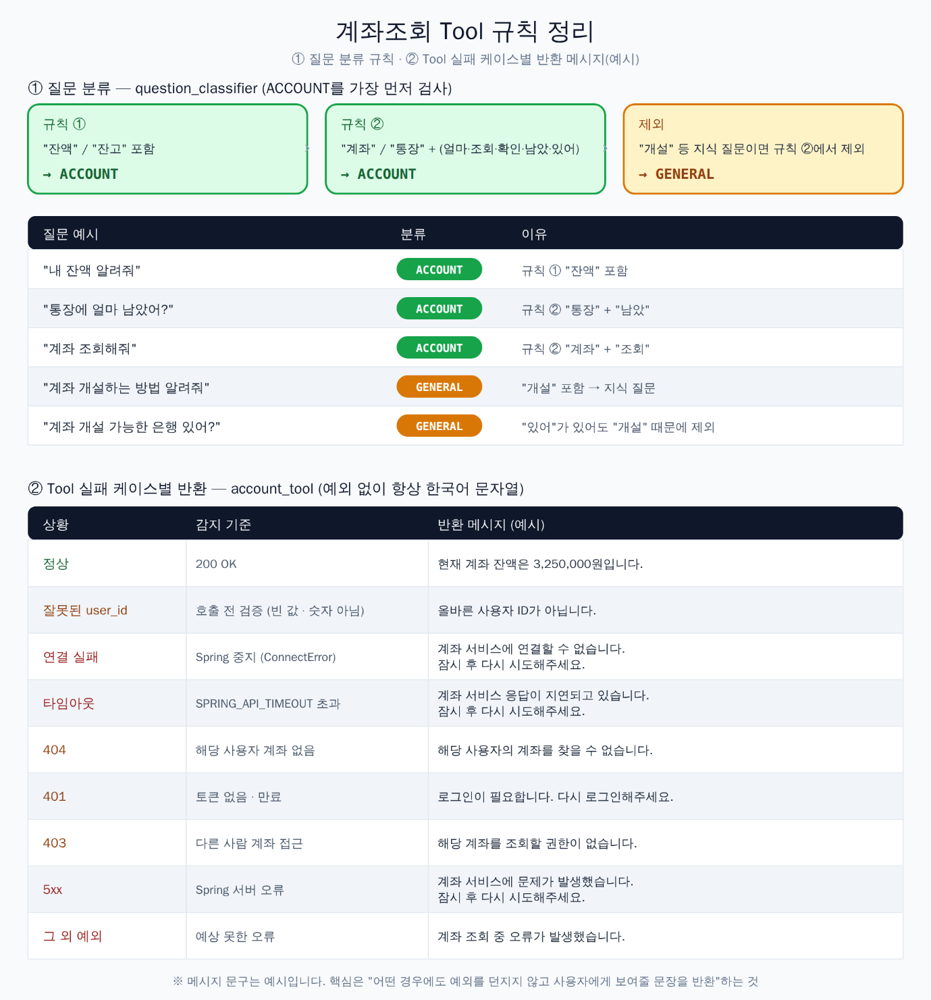 계좌조회 Tool 규칙 정리
① 질문 분류 규칙 · ② Tool 실패 케이스별 반환 메시지(예시)
① 질문 분류 — question_classifier (ACCOUNT를 가장 먼저 검사)
규칙 ①
"잔액" / "잔고" 포함
→ ACCOUNT
규칙 ②
"계좌" / "통장" + (얼마·조회·확인·남았·있어)
→ ACCOUNT
제외
"개설" 등 지식 질문이면 규칙 ②에서 제외
→ GENERAL
질문 예시 분류 이유
"내 잔액 알려줘" ACCOUNT 규칙 ① "잔액" 포함
"통장에 얼마 남았어?" ACCOUNT 규칙 ② "통장" + "남았"
"계좌 조회해줘" ACCOUNT 규칙 ② "계좌" + "조회"
"계좌 개설하는 방법 알려줘" GENERAL "개설" 포함 → 지식 질문
"계좌 개설 가능한 은행 있어?" GENERAL "있어"가 있어도 "개설" 때문에 제외
② Tool 실패 케이스별 반환 — account_tool (예외 없이 항상 한국어 문자열)
상황 감지 기준 반환 메시지 (예시)
정상 200 OK 현재 계좌 잔액은 3,250,000원입니다.
잘못된 user_id 호출 전 검증 (빈 값 · 숫자 아님) 올바른 사용자 ID가 아닙니다.
연결 실패 Spring 중지 (ConnectError) 계좌 서비스에 연결할 수 없습니다.
잠시 후 다시 시도해주세요.
타임아웃 SPRING_API_TIMEOUT 초과 계좌 서비스 응답이 지연되고 있습니다.
잠시 후 다시 시도해주세요.
404 해당 사용자 계좌 없음 해당 사용자의 계좌를 찾을 수 없습니다.
401 토큰 없음 · 만료 로그인이 필요합니다. 다시 로그인해주세요.
403 다른 사람 계좌 접근 해당 계좌를 조회할 권한이 없습니다.
5xx Spring 서버 오류 계좌 서비스에 문제가 발생했습니다.
잠시 후 다시 시도해주세요.
그 외 예외 예상 못한 오류 계좌 조회 중 오류가 발생했습니다.
※ 메시지 문구는 예시입니다. 핵심은 "어떤 경우에도 예외를 던지지 않고 사용자에게 보여줄 문장을 반환"하는 것